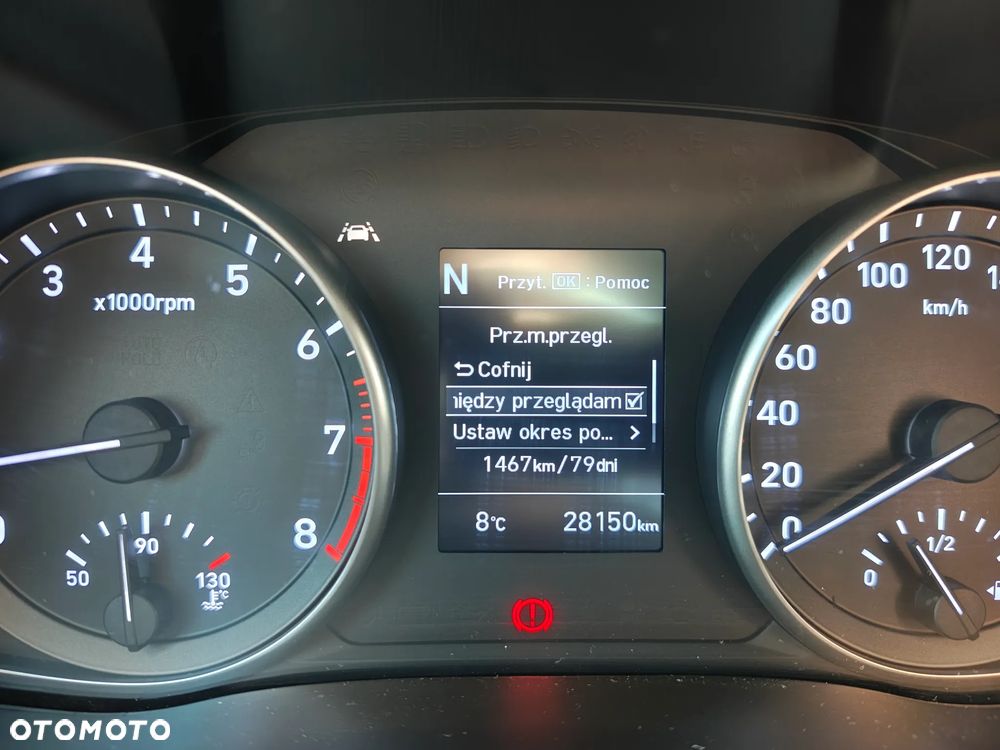 N Przyt. OK : Pomoc
Prz.m.przegl.
Cofnij
iędzy przeglądam
Ustaw okres po...
1467km/79dni
8°C 28150km
3 4 5 6 7 8
x1000rpm
50 90 130
°C
0 20 40 60 80 100 120
km/h
0 1/2
OTOMOTO